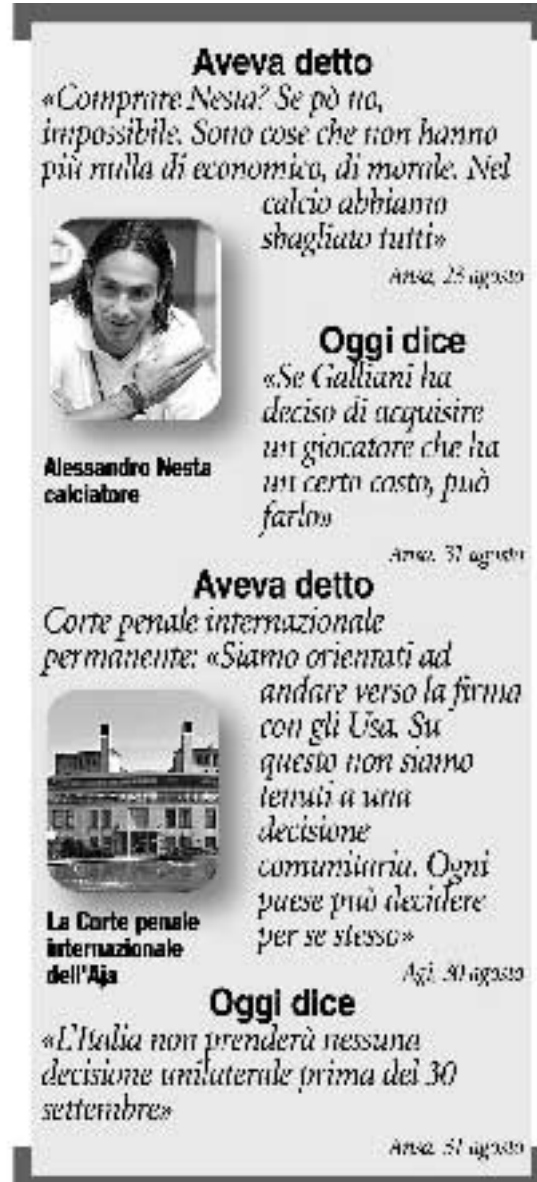 Aveva detto
«Comprare Nesta? Se pò no,
impossibile. Sono cose che non hanno
più nulla di economico, di morale. Nel
calcio abbiamo
sbagliato tutti»
Ansa, 23 agosto
Oggi dice
«Se Galliani ha
deciso di acquisire
un giocatore che ha
un certo costo, può
farlo»
Ansa, 31 agosto
Alessandro Nesta
calciatore
Aveva detto
Corte penale internazionale
permanente: «Siamo orientati ad
andare verso la firma
con gli Usa. Su
questo non siamo
tenuti a una
decisione
comunitaria. Ogni
paese può decidere
per se stesso»
Agi, 30 agosto
La Corte penale
internazionale
dell'Aja
Oggi dice
«L'Italia non prenderà nessuna
decisione unilaterale prima del 30
settembre»
Ansa, 31 agosto